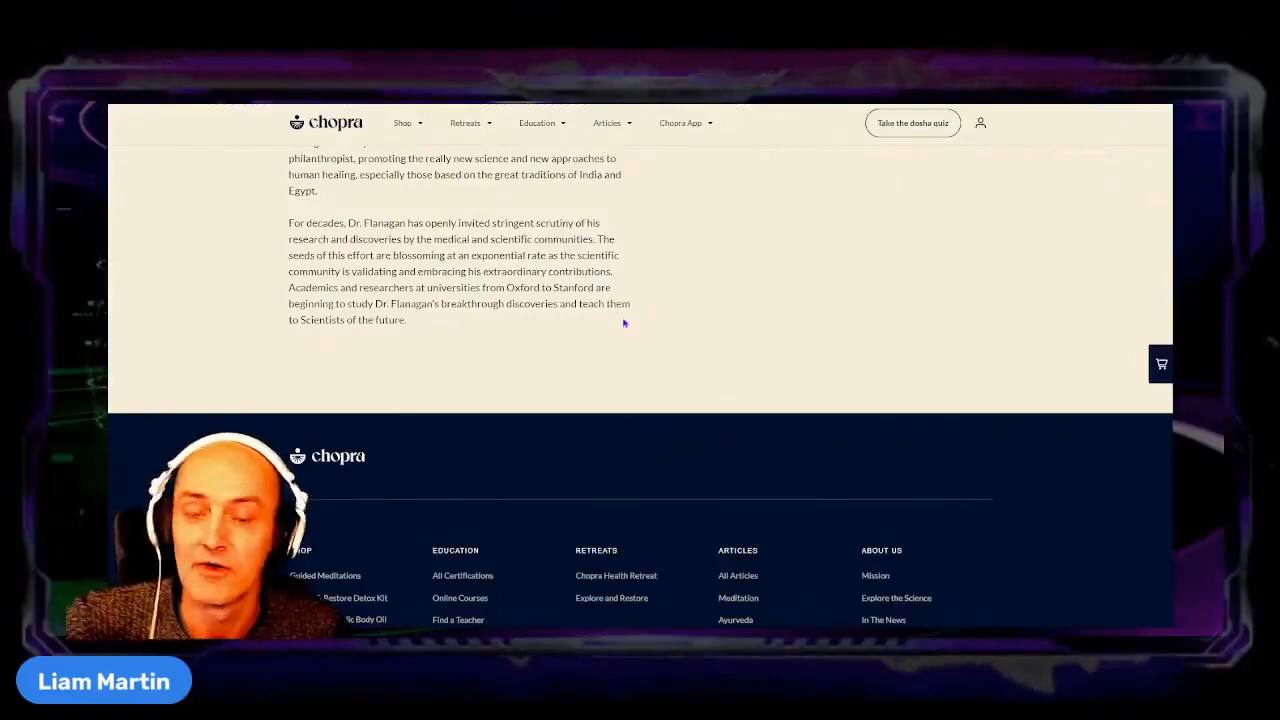 chopra
Shop
Retreats
Education
Articles
Chopra App
Take the dosha quiz
philanthropist, promoting the really new science and new approaches to
human healing, especially those based on the great traditions of India and
Egypt.
For decades, Dr. Flanagan has openly invited stringent scrutiny of his
research and discoveries by the medical and scientific communities. The
seeds of this effort are blossoming at an exponential rate as the scientific
community is validating and embracing his extraordinary contributions.
Academics and researchers at universities from Oxford to Stanford are
beginning to study Dr. Flanagan's breakthrough discoveries and teach them
to Scientists of the future.
chopra
EDUCATION
RETREATS
ARTICLES
ABOUT US
Guided Meditations
All Certifications
Chopra Health Retreat
All Articles
Mission
Restore Detox Kit
Online Courses
Explore and Restore
Meditation
Explore the Science
Body Oil
Find a Teacher
Ayurveda
In The News
Liam Martin